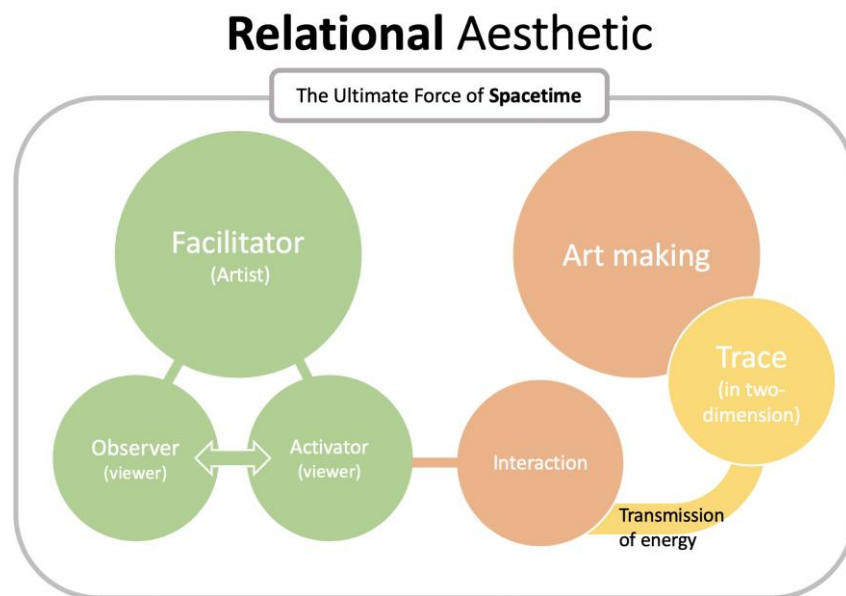 Relational Aesthetic
The Ultimate Force of Spacetime
Facilitator
(Artist)
Art making
Trace
(in two-
dimension)
Observer
(viewer)
Activator
(viewer)
Interaction
Transmission
of energy